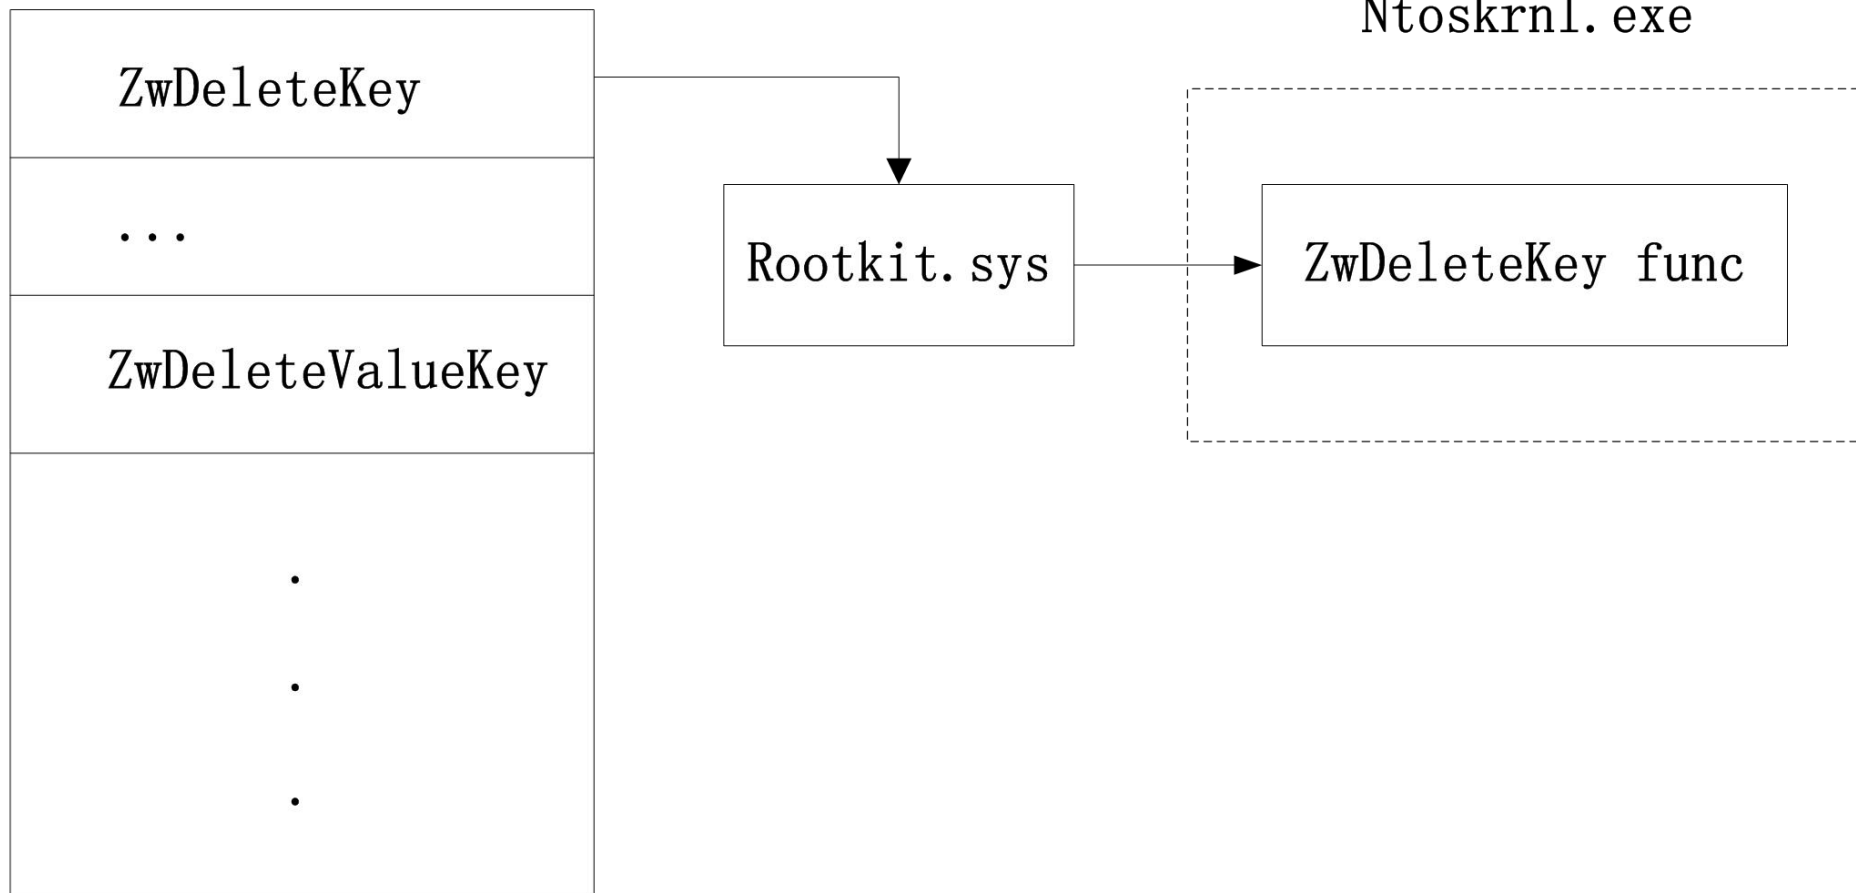 Ntoskrnl.exe
ZwDeleteKey
...
Rootkit.sys
ZwDeleteKey func
ZwDeleteValueKey
.
.
.